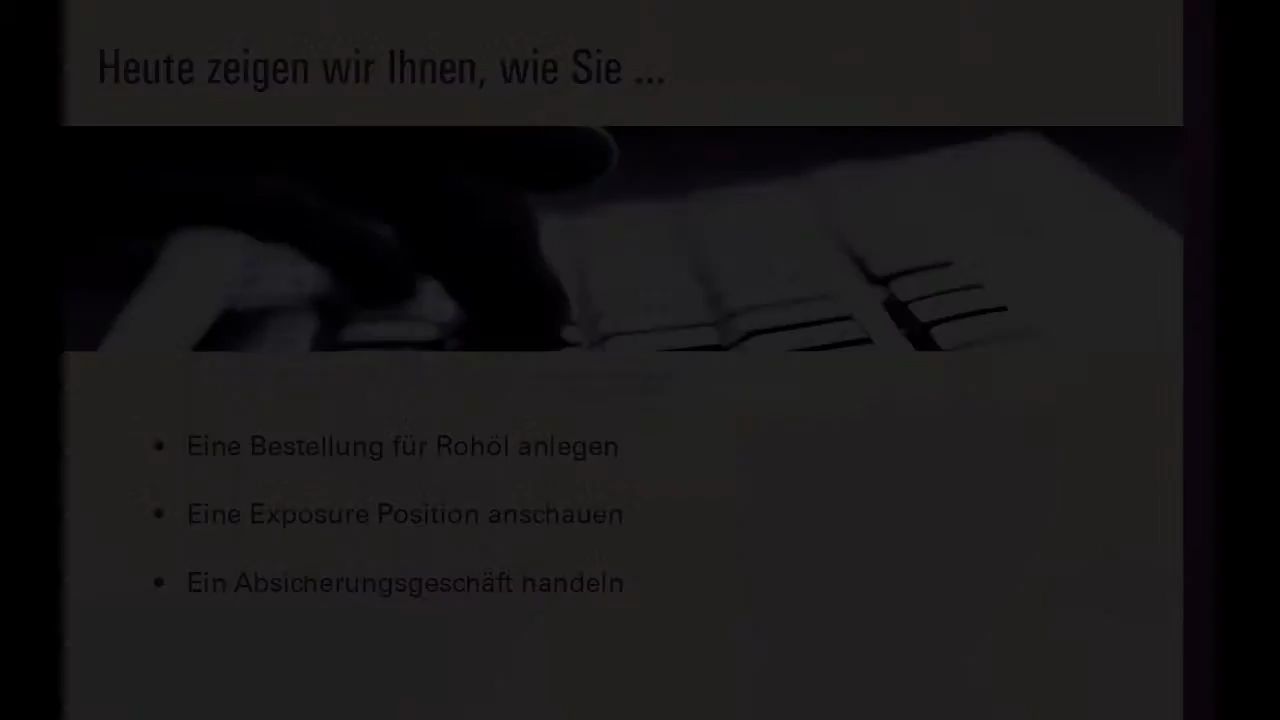 Heute zeigen wir Ihnen, wie Sie ...
• Eine Bestellung für Rohöl anlegen
• Eine Exposure Position anschauen
• Ein Absicherungsgeschäft handeln